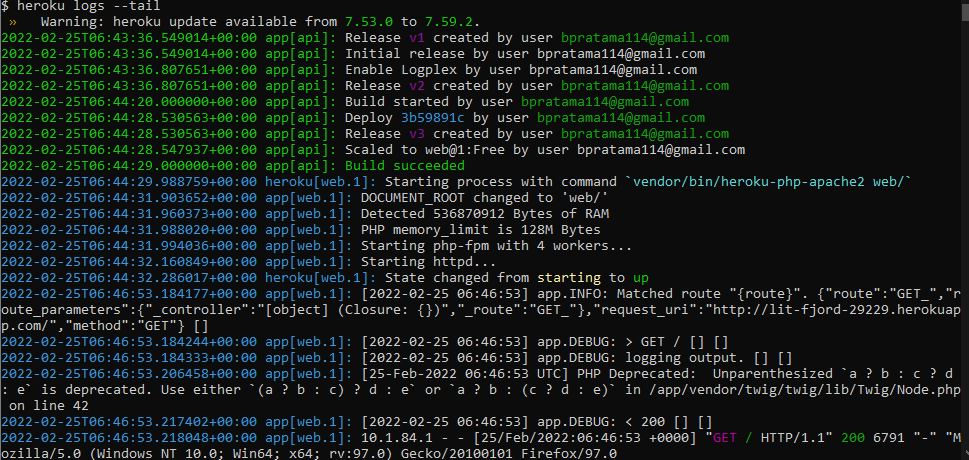 $ heroku logs --tail
 »   Warning: heroku update available from 7.53.0 to 7.59.2.
2022-02-25T06:43:36.549014+00:00 app[api]: Release v1 created by user bpratama114@gmail.com
2022-02-25T06:43:36.549014+00:00 app[api]: Initial release by user bpratama114@gmail.com
2022-02-25T06:43:36.807651+00:00 app[api]: Enable Logplex by user bpratama114@gmail.com
2022-02-25T06:43:36.807651+00:00 app[api]: Release v2 created by user bpratama114@gmail.com
2022-02-25T06:44:20.000000+00:00 app[api]: Build started by user bpratama114@gmail.com
2022-02-25T06:44:28.530563+00:00 app[api]: Deploy 3b59891c by user bpratama114@gmail.com
2022-02-25T06:44:28.530563+00:00 app[api]: Release v3 created by user bpratama114@gmail.com
2022-02-25T06:44:28.547937+00:00 app[api]: Scaled to web@1:Free by user bpratama114@gmail.com
2022-02-25T06:44:29.000000+00:00 app[api]: Build succeeded
2022-02-25T06:44:29.988759+00:00 heroku[web.1]: Starting process with command `vendor/bin/heroku-php-apache2 web/`
2022-02-25T06:44:31.903652+00:00 app[web.1]: DOCUMENT_ROOT changed to 'web/'
2022-02-25T06:44:31.960373+00:00 app[web.1]: Detected 536870912 Bytes of RAM
2022-02-25T06:44:31.988020+00:00 app[web.1]: PHP memory_limit is 128M Bytes
2022-02-25T06:44:31.994036+00:00 app[web.1]: Starting php-fpm with 4 workers...
2022-02-25T06:44:32.160849+00:00 app[web.1]: Starting httpd...
2022-02-25T06:44:32.286017+00:00 heroku[web.1]: State changed from starting to up
2022-02-25T06:46:53.184177+00:00 app[web.1]: [2022-02-25 06:46:53] app.INFO: Matched route "{route}". {"route":"GET_","ro
ute_parameters":{"_controller":"[object] (Closure: {})","_route":"GET_"},"request_uri":"http://lit-fjord-29229.herokuap
p.com/","method":"GET"} []
2022-02-25T06:46:53.184244+00:00 app[web.1]: [2022-02-25 06:46:53] app.DEBUG: > GET / [] []
2022-02-25T06:46:53.184333+00:00 app[web.1]: [2022-02-25 06:46:53] app.DEBUG: logging output. [] []
2022-02-25T06:46:53.206458+00:00 app[web.1]: [25-Feb-2022 06:46:53 UTC] PHP Deprecated:  Unparenthesized `a ? b : c ? d
: e` is deprecated. Use either `(a ? b : c) ? d : e` or `a ? b : (c ? d : e)` in /app/vendor/twig/twig/lib/Twig/Node.php
 on line 42
2022-02-25T06:46:53.217402+00:00 app[web.1]: [2022-02-25 06:46:53] app.DEBUG: < 200 [] []
2022-02-25T06:46:53.218048+00:00 app[web.1]: 10.1.84.1 - - [25/Feb/2022:06:46:53 +0000] "GET / HTTP/1.1" 200 6791 "-" "M
ozilla/5.0 (Windows NT 10.0; Win64; x64; rv:97.0) Gecko/20100101 Firefox/97.0